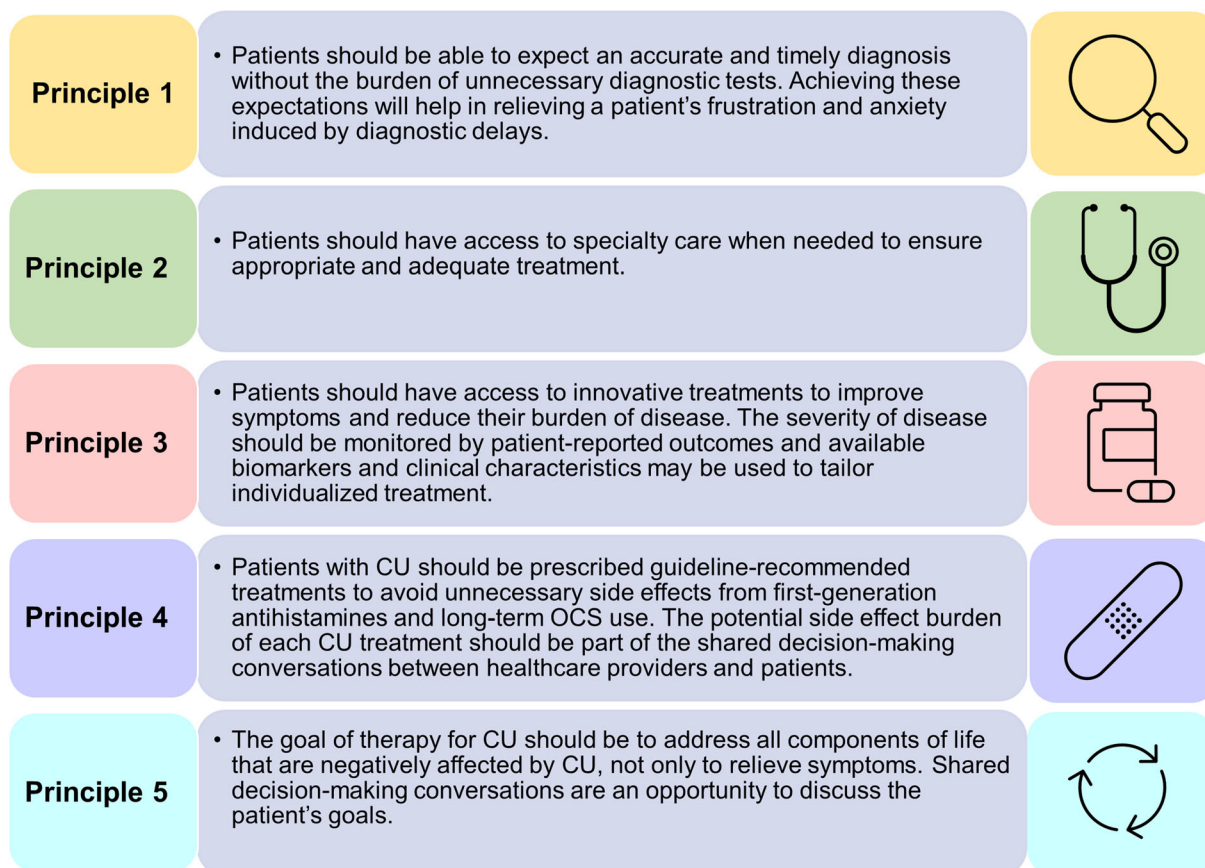 Principle 1
• Patients should be able to expect an accurate and timely diagnosis
without the burden of unnecessary diagnostic tests. Achieving these
expectations will help in relieving a patient’s frustration and anxiety
induced by diagnostic delays.
Principle 2
• Patients should have access to specialty care when needed to ensure
appropriate and adequate treatment.
Principle 3
• Patients should have access to innovative treatments to improve
symptoms and reduce their burden of disease. The severity of disease
should be monitored by patient-reported outcomes and available
biomarkers and clinical characteristics may be used to tailor
individualized treatment.
Principle 4
• Patients with CU should be prescribed guideline-recommended
treatments to avoid unnecessary side effects from first-generation
antihistamines and long-term OCS use. The potential side effect burden
of each CU treatment should be part of the shared decision-making
conversations between healthcare providers and patients.
Principle 5
• The goal of therapy for CU should be to address all components of life
that are negatively affected by CU, not only to relieve symptoms. Shared
decision-making conversations are an opportunity to discuss the
patient’s goals.